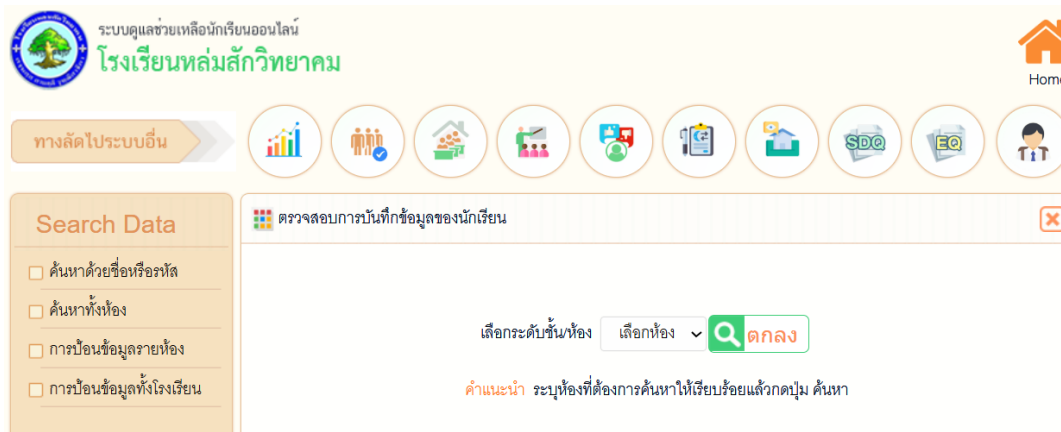 ระบบดูแลช่วยเหลือนักเรียนออนไลน์
โรงเรียนหล่มสักวิทยาคม
Home
ทางลัดไประบบอื่น
SDQ
EQ
Search Data
ค้นหาด้วยชื่อหรือรหัส
ค้นหาทั้งห้อง
การป้อนข้อมูลรายห้อง
การป้อนข้อมูลทั้งโรงเรียน
ตรวจสอบการบันทึกข้อมูลของนักเรียน
เลือกระดับชั้น/ห้อง เลือกห้อง ตกลง
คำแนะนำ ระบุห้องที่ต้องการค้นหาให้เรียบร้อยแล้วกดปุ่ม ค้นหา